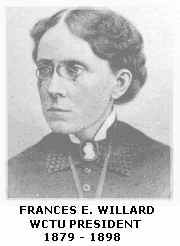 FRANCES E. WILLARD
WCTU PRESIDENT
1879 - 1898